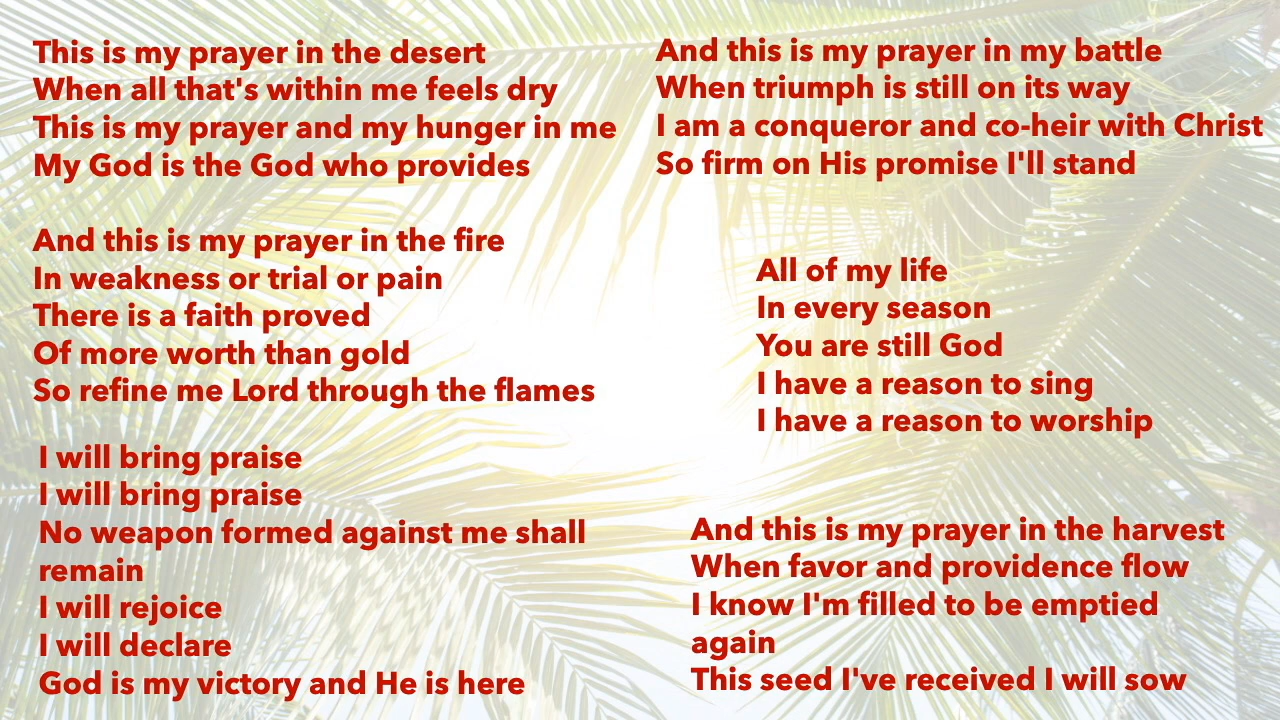 This is my prayer in the desert
When all that's within me feels dry
This is my prayer and my hunger in me
My God is the God who provides
And this is my prayer in the fire
In weakness or trial or pain
There is a faith proved
Of more worth than gold
So refine me Lord through the flames
I will bring praise
I will bring praise
No weapon formed against me shall
remain
I will rejoice
I will declare
God is my victory and He is here
And this is my prayer in my battle
When triumph is still on its way
I am a conqueror and co-heir with Christ
So firm on His promise I'll stand
All of my life
In every season
You are still God
I have a reason to sing
I have a reason to worship
And this is my prayer in the harvest
When favor and providence flow
I know I'm filled to be emptied
again
This seed I've received I will sow